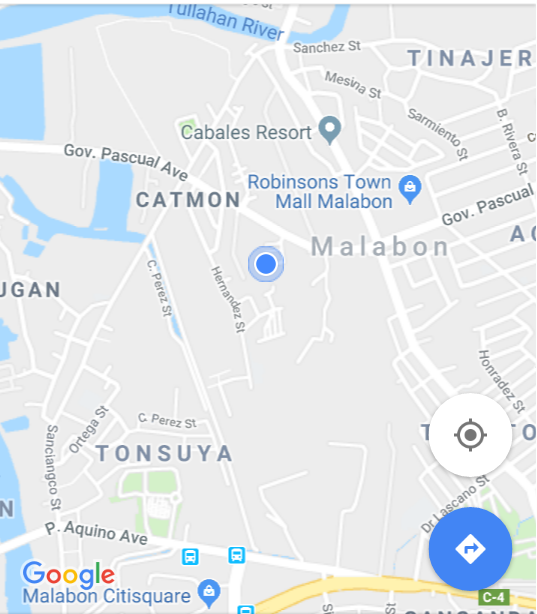 Tullahan River
Sanchez St
TINAJER
Mesina St
Sarmiento St
B. Rivera St
Cabales Resort
Gov. Pascual Ave
Robinsons Town
Mall Malabon
CATMON
Gov. Pascual
Malabon
AC
UGAN
C. Perez St
Hernandez St
Honradez St
Ortega St
C. Perez St
T
TO
Sanciangco St
TONSUYA
Dr Lascano St
N
P. Aquino Ave
Google
Malabon Citisquare
C-4